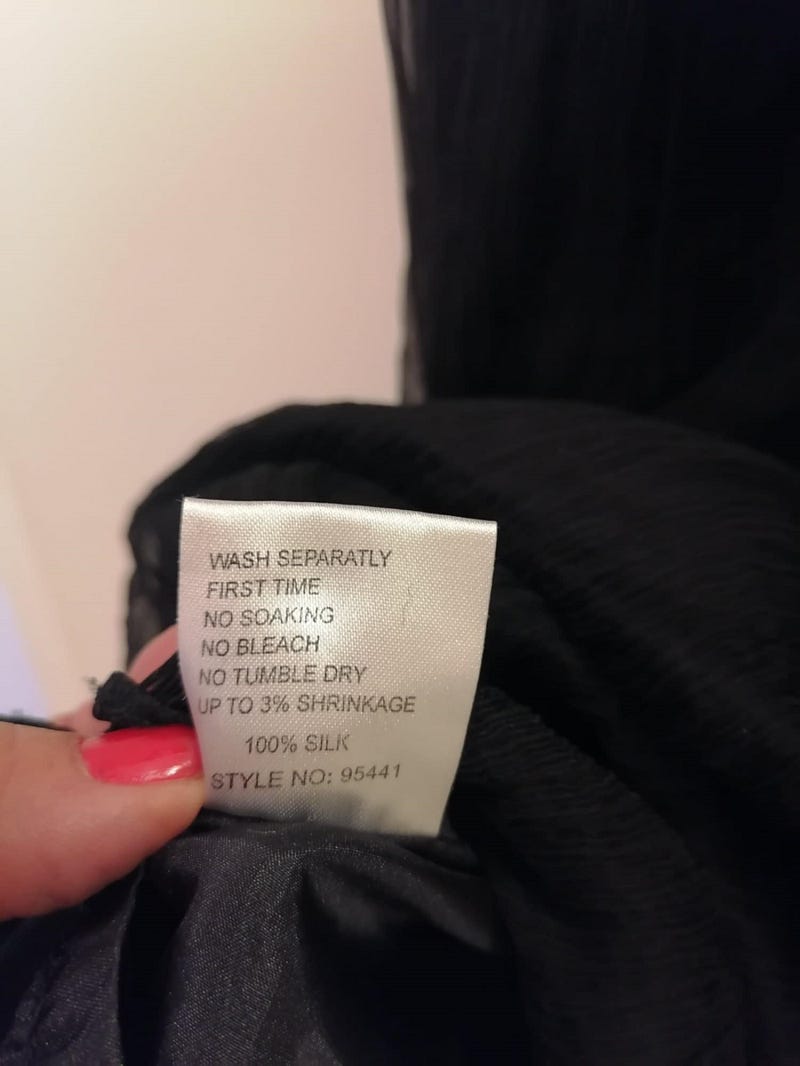 WASH SEPARATLY
FIRST TIME
NO SOAKING
NO BLEACH
NO TUMBLE DRY
UP TO 3% SHRINKAGE
100% SILK
STYLE NO: 95441